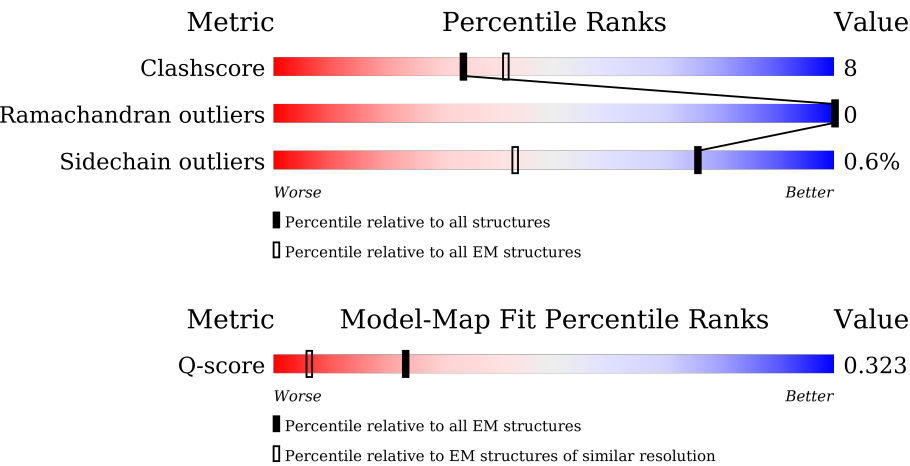 Metric Percentile Ranks Value
Clashscore 8
Ramachandran outliers 0
Sidechain outliers 0.6%
Worse Better
Percentile relative to all structures
Percentile relative to all EM structures
Metric Model-Map Fit Percentile Ranks Value
Q-score 0.323
Worse Better
Percentile relative to all EM structures
Percentile relative to EM structures of similar resolution